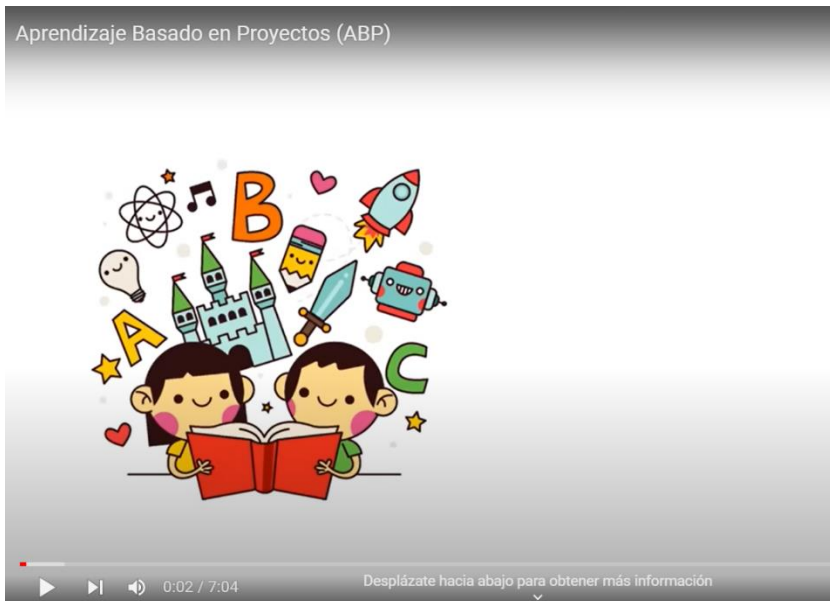 Aprendizaje Basado en Proyectos (ABP)
B
A
C
0:02 / 7:04
Desplázate hacia abajo para obtener más información